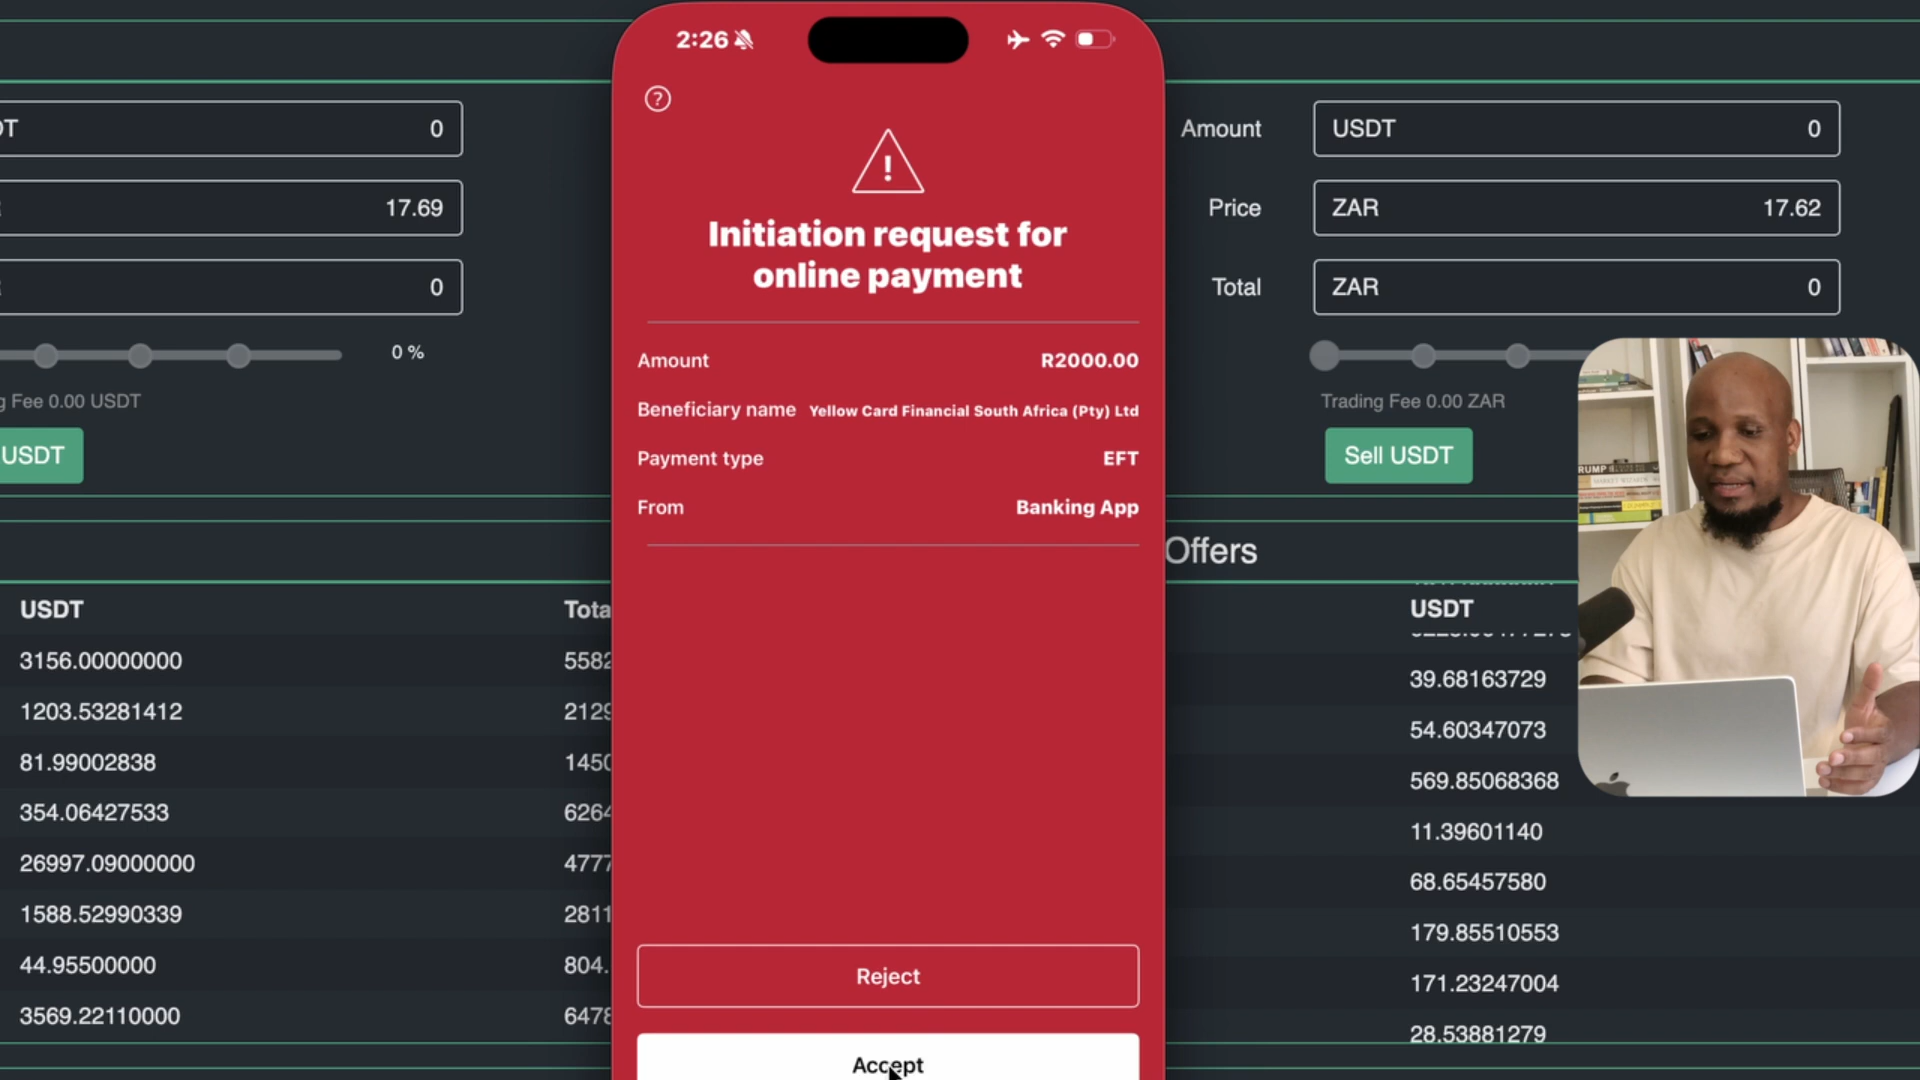 2:26
?
!
Initiation request for
online payment
Amount R2000.00
Beneficiary name Yellow Card Financial South Africa (Pty) Ltd
Payment type EFT
From Banking App
Reject
Accept
0
17.69
0
0 %
Fee 0.00 USDT
USDT
USDT
3156.00000000
1203.53281412
81.99002838
354.06427533
26997.09000000
1588.52990339
44.95500000
3569.22110000
Amount USDT 0
Price ZAR 17.62
Total ZAR 0
Trading Fee 0.00 ZAR
Sell USDT
Offers
USDT
39.68163729
54.60347073
569.85068368
11.39601140
68.65457580
179.85510553
171.23247004
28.53881279